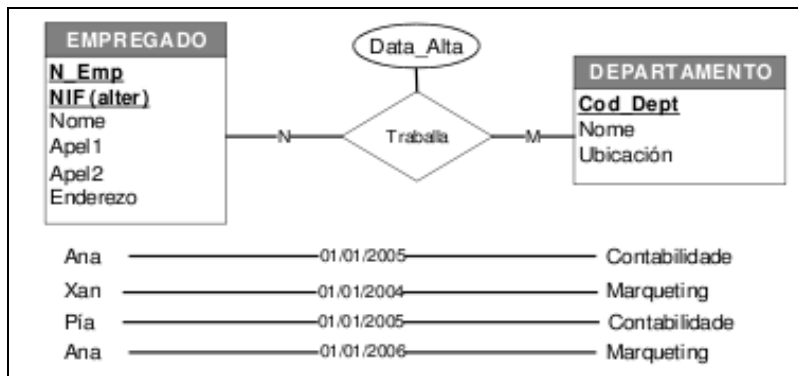 EMPREGADO
N_Emp
NIF (alter)
Nome
Apel1
Apel2
Enderezo
N
Data_Alta
Traballa
M
DEPARTAMENTO
Cod_Dept
Nome
Ubicación
Ana 01/01/2005 Contabilidade
Xan 01/01/2004 Marqueting
Pía 01/01/2005 Contabilidade
Ana 01/01/2006 Marqueting